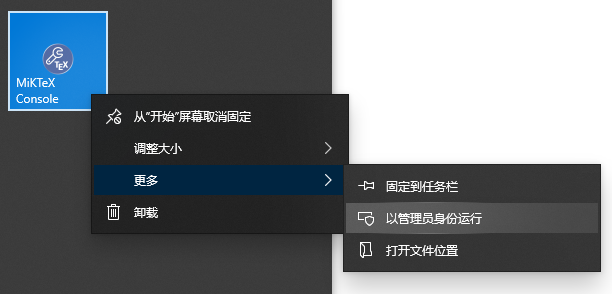 TEX
MiKTeX
Console
从"开始"屏幕取消固定
调整大小
更多
卸载
固定到任务栏
以管理员身份运行
打开文件位置